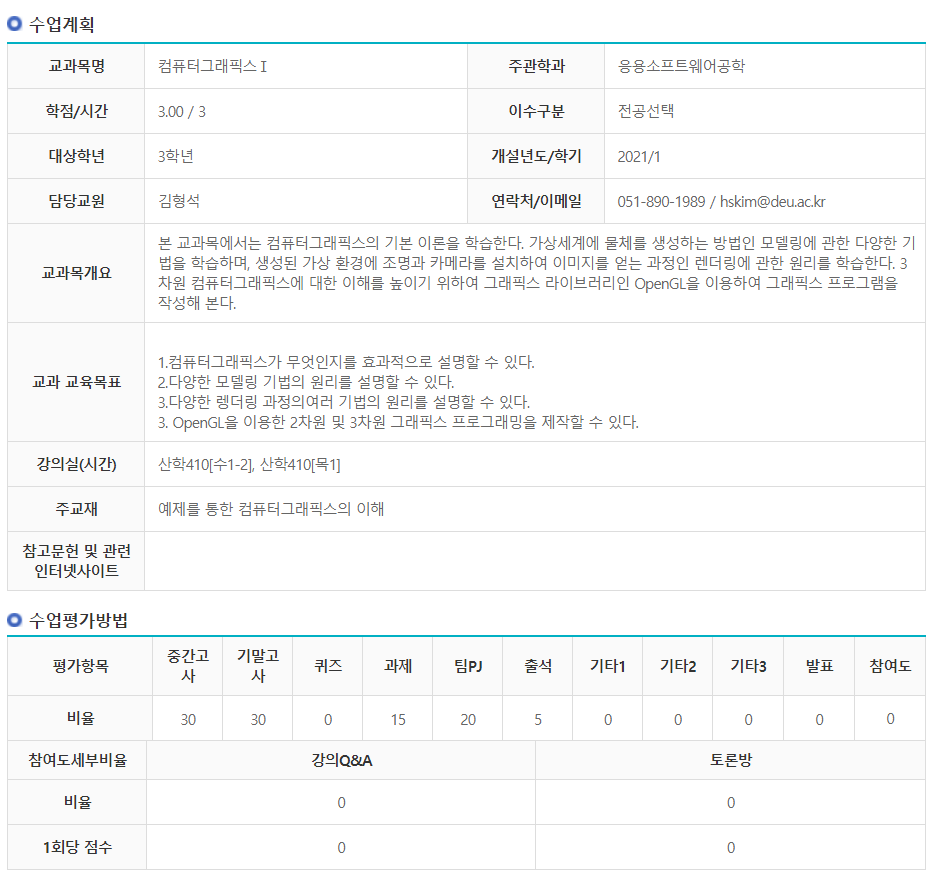 수업계획
교과목명 컴퓨터그래픽스 I 주관학과 응용소프트웨어공학
학점/시간 3.00 / 3 이수구분 전공선택
대상학년 3학년 개설년도/학기 2021/1
담당교원 김형석 연락처/이메일 051-890-1989 / hskim@deu.ac.kr
교과목개요
본 교과목에서는 컴퓨터그래픽스의 기본 이론을 학습한다. 가상세계에 물체를 생성하는 방법인 모델링에 관한 다양한 기
법을 학습하며, 생성된 가상 환경에 조명과 카메라를 설치하여 이미지를 얻는 과정인 렌더링에 관한 원리를 학습한다. 3
차원 컴퓨터그래픽스에 대한 이해를 높이기 위하여 그래픽스 라이브러리인 OpenGL을 이용하여 그래픽스 프로그램을
작성해 본다.
교과 교육목표
1.컴퓨터그래픽스가 무엇인지를 효과적으로 설명할 수 있다.
2.다양한 모델링 기법의 원리를 설명할 수 있다.
3.다양한 렝더링 과정의여러 기법의 원리를 설명할 수 있다.
3. OpenGL을 이용한 2차원 및 3차원 그래픽스 프로그래밍을 제작할 수 있다.
강의실(시간) 산학410[수1-2], 산학410[목1]
주교재 예제를 통한 컴퓨터그래픽스의 이해
참고문헌 및 관련
인터넷사이트
수업평가방법
평가항목 중간고사 기말고사 퀴즈 과제 팀PJ 출석 기타1 기타2 기타3 발표 참여도
비율 30 30 0 15 20 5 0 0 0 0 0
참여도세부비율 강의Q&A 토론방
비율 0 0
1회당 점수 0 0